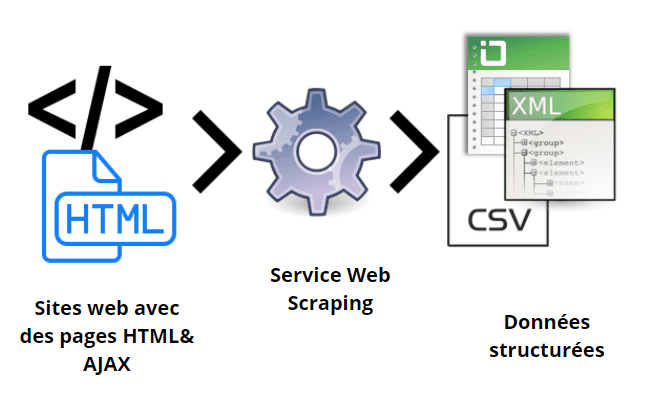 </>
HTML
Sites web avec
des pages HTML&
AJAX
Service Web
Scraping
XML
<XML>
<group>
<group>
<element>
<element>
<name>
CSV
Données
structurées